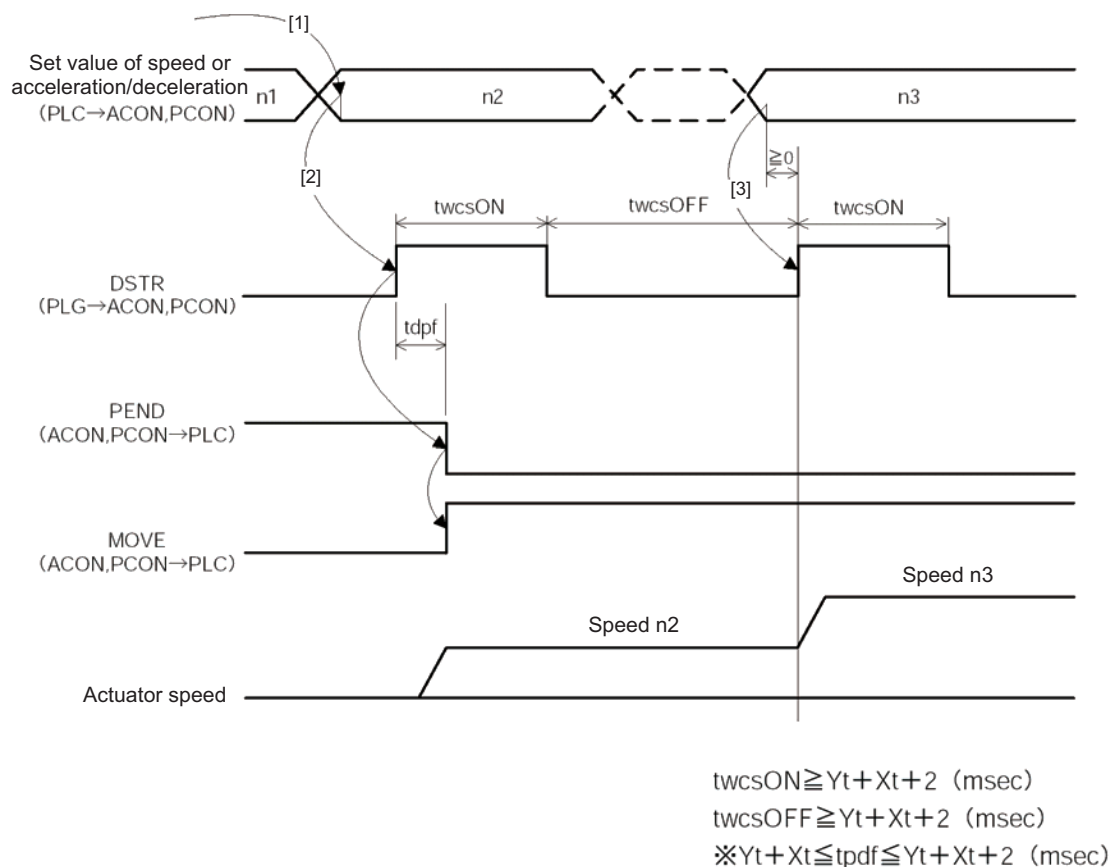 [1]
Set value of speed or
acceleration/deceleration
(PLC→ACON,PCON)
n1
n2
n3
[2]
[3]
≧0
twcsON
twcsOFF
twcsON
DSTR
(PLG→ACON,PCON)
tdpf
PEND
(ACON,PCON→PLC)
MOVE
(ACON,PCON→PLC)
Speed n3
Speed n2
Actuator speed
twcsON≧Yt+Xt+2 (msec)
twcsOFF≧Yt+Xt+2 (msec)
※Yt+Xt≦tpdf≦Yt+Xt+2 (msec)